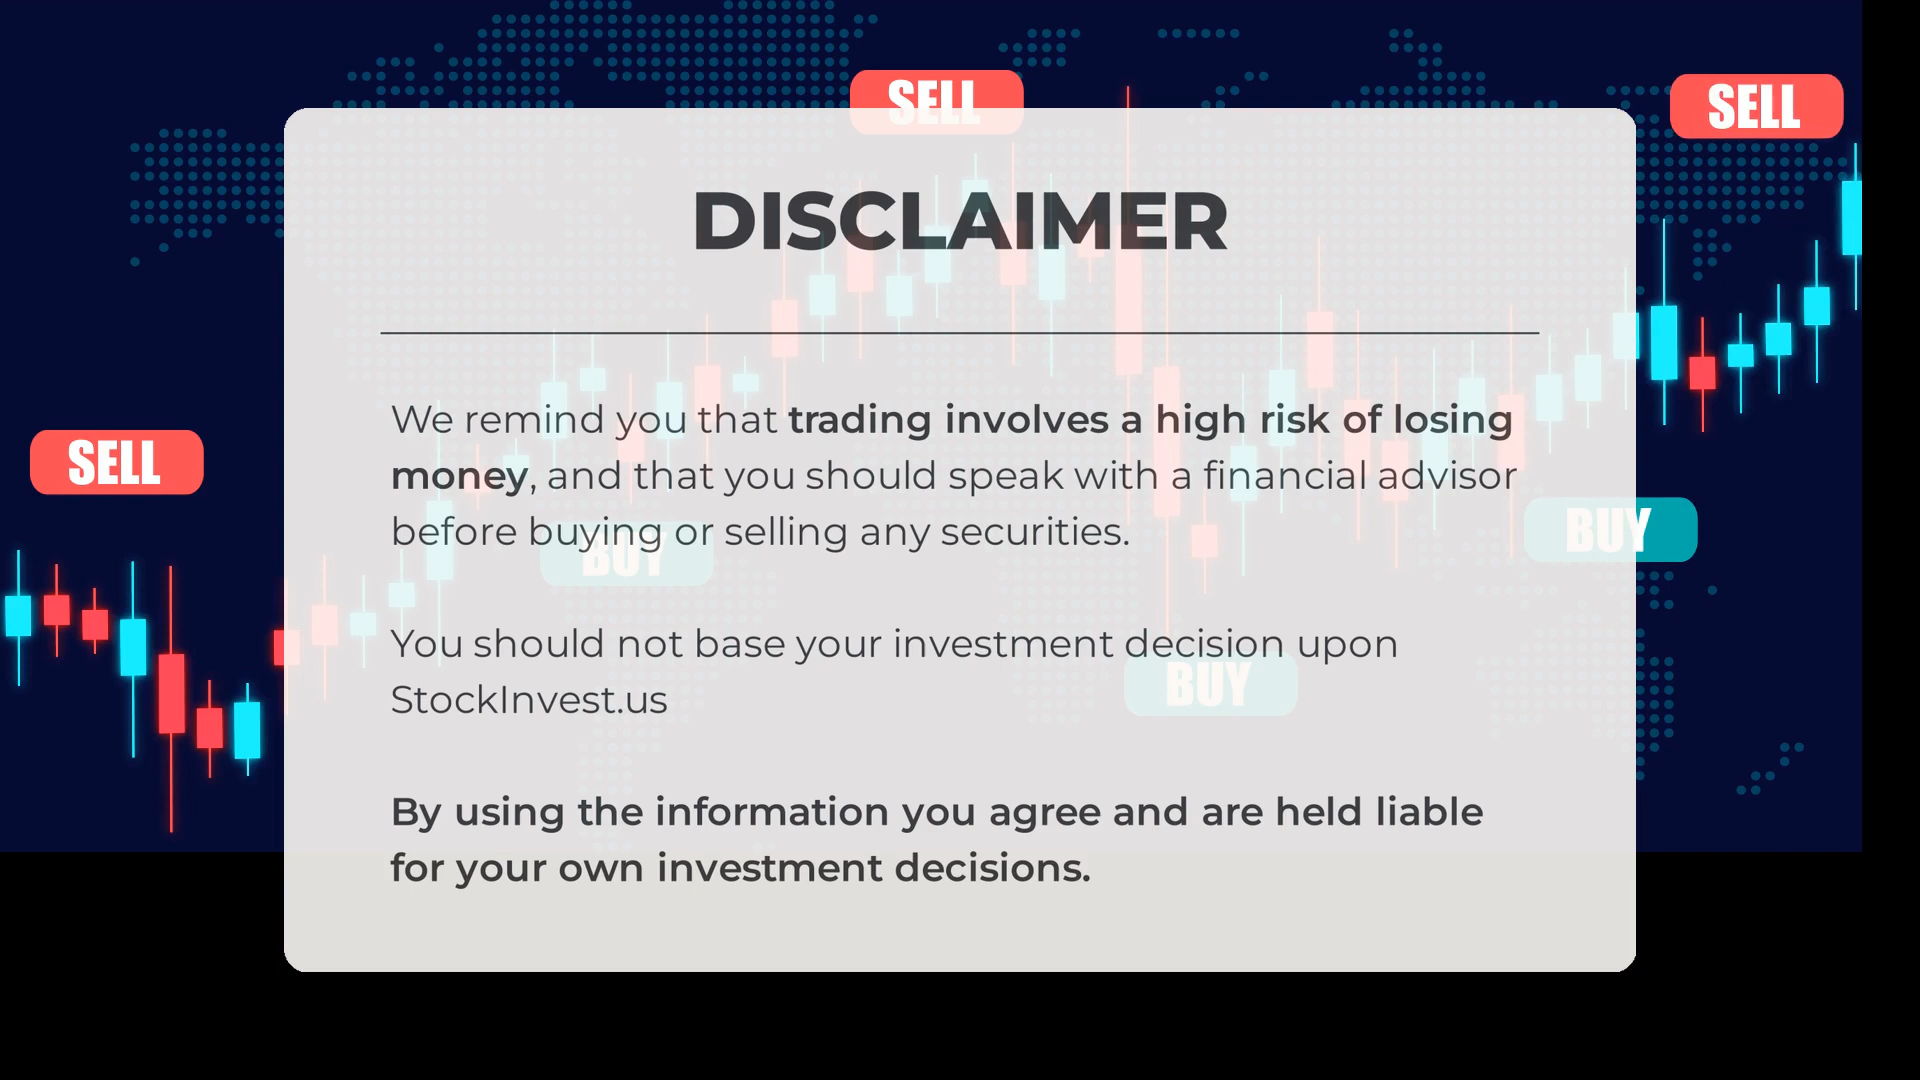 SELL
SELL
DISCLAIMER
We remind you that trading involves a high risk of losing
money, and that you should speak with a financial advisor
before buying or selling any securities.
SELL
BUY
BUY
You should not base your investment decision upon
StockInvest.us
BUY
By using the information you agree and are held liable
for your own investment decisions.